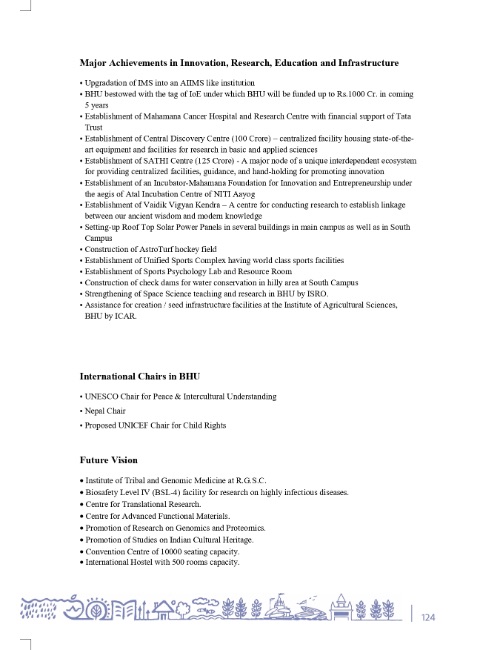 Major Achievements in Innovation, Research, Education and Infrastructure
• Upgradation of IMS into an AIIMS like institution
• BHU bestowed with the tag of IoE under which BHU will be funded up to Rs.1000 Cr. in coming
5 years
• Establishment of Mahamana Cancer Hospital and Research Centre with financial support of Tata
Trust
• Establishment of Central Discovery Centre (100 Crore) – centralized facility housing state-of-the-
art equipment and facilities for research in basic and applied sciences
• Establishment of SATHI Centre (125 Crore) - A major node of a unique interdependent ecosystem
for providing centralized facilities, guidance, and hand-holding for promoting innovation
• Establishment of an Incubator-Mahamana Foundation for Innovation and Entrepreneurship under
the aegis of Atal Incubation Centre of NITI Aayog
• Establishment of Vaidik Vigyan Kendra – A centre for conducting research to establish linkage
between our ancient wisdom and modern knowledge
• Setting-up Roof Top Solar Power Panels in several buildings in main campus as well as in South
Campus
• Construction of AstroTurf hockey field
• Establishment of Unified Sports Complex having world class sports facilities
• Establishment of Sports Psychology Lab and Resource Room
• Construction of check dams for water conservation in hilly area at South Campus
• Strengthening of Space Science teaching and research in BHU by ISRO.
• Assistance for creation / seed infrastructure facilities at the Institute of Agricultural Sciences,
BHU by ICAR.
International Chairs in BHU
• UNESCO Chair for Peace & Intercultural Understanding
• Nepal Chair
• Proposed UNICEF Chair for Child Rights
Future Vision
• Institute of Tribal and Genomic Medicine at R.G.S.C.
• Biosafety Level IV (BSL-4) facility for research on highly infectious diseases.
• Centre for Translational Research.
• Centre for Advanced Functional Materials.
• Promotion of Research on Genomics and Proteomics.
• Promotion of Studies on Indian Cultural Heritage.
• Convention Centre of 10000 seating capacity.
• International Hostel with 500 rooms capacity.
124